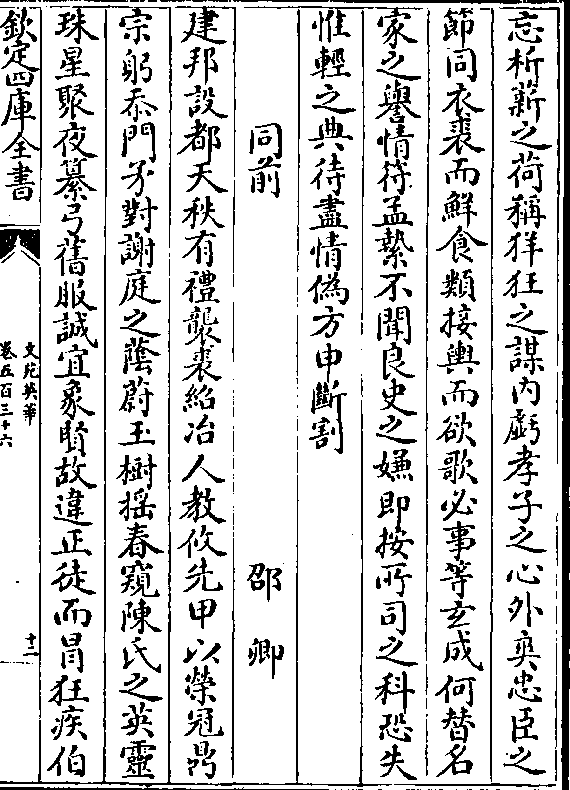 忘析薪之荷稱佯狂之謀内虧孝子之心外爽忠臣之
節同衣裘而鮮食類接輿而欲歌必事等玄成何替名
家之譽情符孟縶不聞良史之嫌即按所司之科恐失
惟輕之典待盡情偽方申斷割
同前 邵卿
建邦設都天秩有禮襲裘紹冶人教攸先甲以榮冠昂
宗躬忝門子對謝庭之蔭蔚玉樹揺春窺陳氏之英靈
珠星聚夜纂弓舊服誠宜象賢故違正徒而冒狂疾伯
欽定四庫全書
文苑英華
卷五百三十六
十二